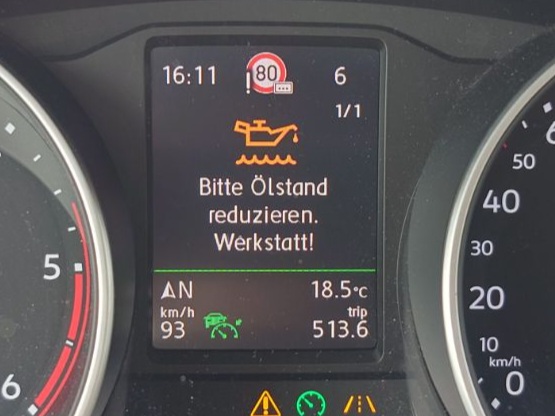 16:11 80 6
1/1
Bitte Ölstand
reduzieren.
Werkstatt!
N 18.5°C
km/h trip
93 513.6
5
6
50
40
30
20
10
km/h
0